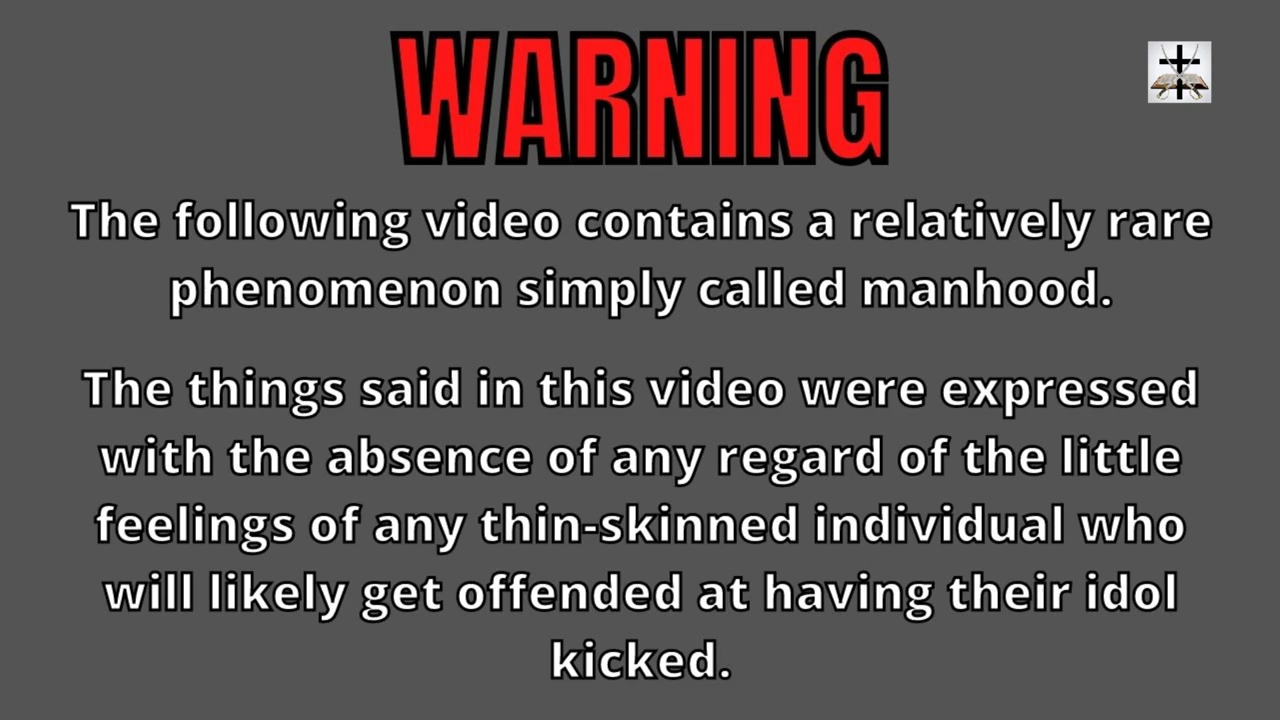 WARNING
The following video contains a relatively rare
phenomenon simply called manhood.
The things said in this video were expressed
with the absence of any regard of the little
feelings of any thin-skinned individual who
will likely get offended at having their idol
kicked.